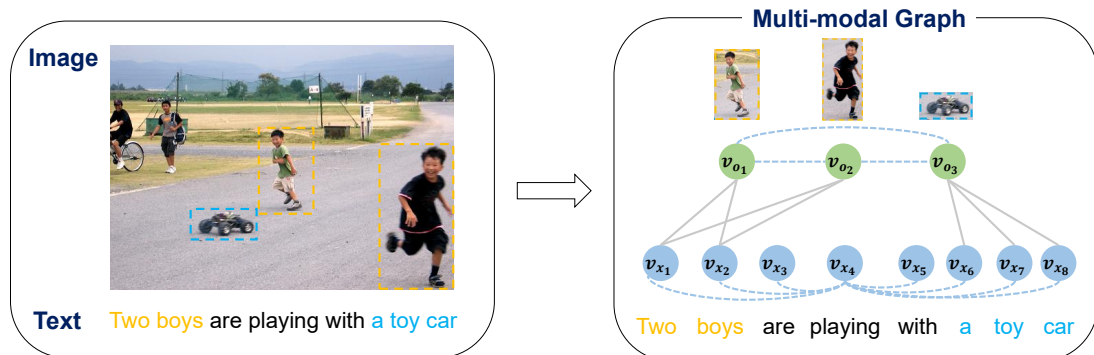 Image
Text
Two boys are playing with a toy car
Multi-modal Graph
v_{o_1} v_{o_2} v_{o_3}
v_{x_1} v_{x_2} v_{x_3} v_{x_4} v_{x_5} v_{x_6} v_{x_7} v_{x_8}
Two boys are playing with a toy car